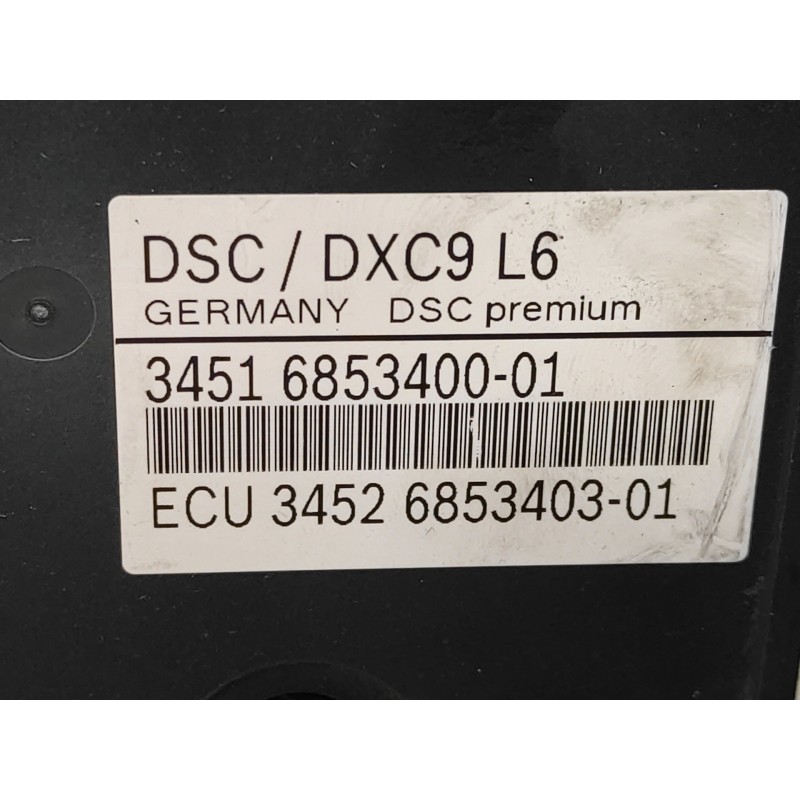 DSC / DXC9 L6
GERMANY DSC premium
3451 6853400-01
ECU 3452 6853403-01